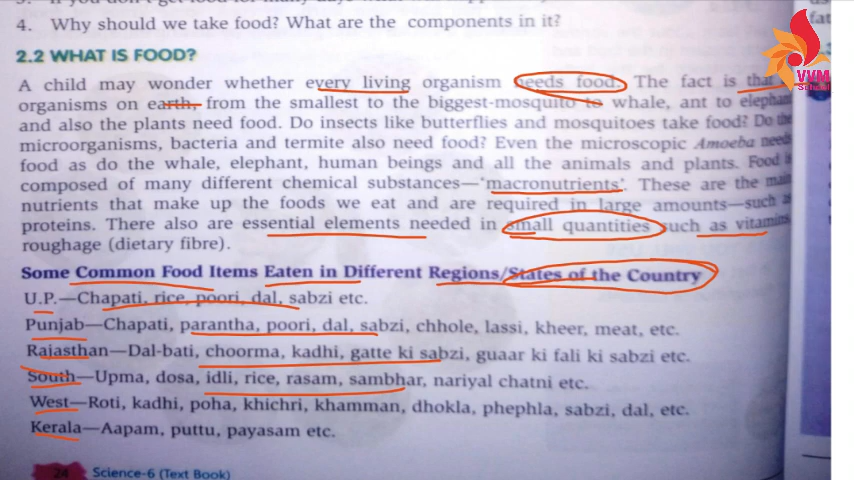 4. Why should we take food? What are the components in it?
2.2 WHAT IS FOOD?
A child may wonder whether every living organism needs food. The fact is that
organisms on earth, from the smallest to the biggest-mosquito to whale, ant to elephant
and also the plants need food. Do insects like butterflies and mosquitoes take food? Do the
microorganisms, bacteria and termite also need food? Even the microscopic Amoeba needs
food as do the whale, elephant, human beings and all the animals and plants. Food is
composed of many different chemical substances—'macronutrients'. These are the main
nutrients that make up the foods we eat and are required in large amounts—such as
proteins. There also are essential elements needed in small quantities such as vitamins,
roughage (dietary fibre).
Some Common Food Items Eaten in Different Regions/States of the Country
U.P.—Chapati, rice, poori, dal, sabzi etc.
Punjab—Chapati, parantha, poori, dal, sabzi, chhole, lassi, kheer, meat, etc.
Rajasthan—Dal-bati, choorma, kadhi, gatte ki sabzi, guaar ki fali ki sabzi etc.
South—Upma, dosa, idli, rice, rasam, sambhar, nariyal chatni etc.
West—Roti, kadhi, poha, khichri, khamman, dhokla, phephla, sabzi, dal, etc.
Kerala—Aapam, puttu, payasam etc.
24 Science-6 (Text Book)
fat
VVM
School